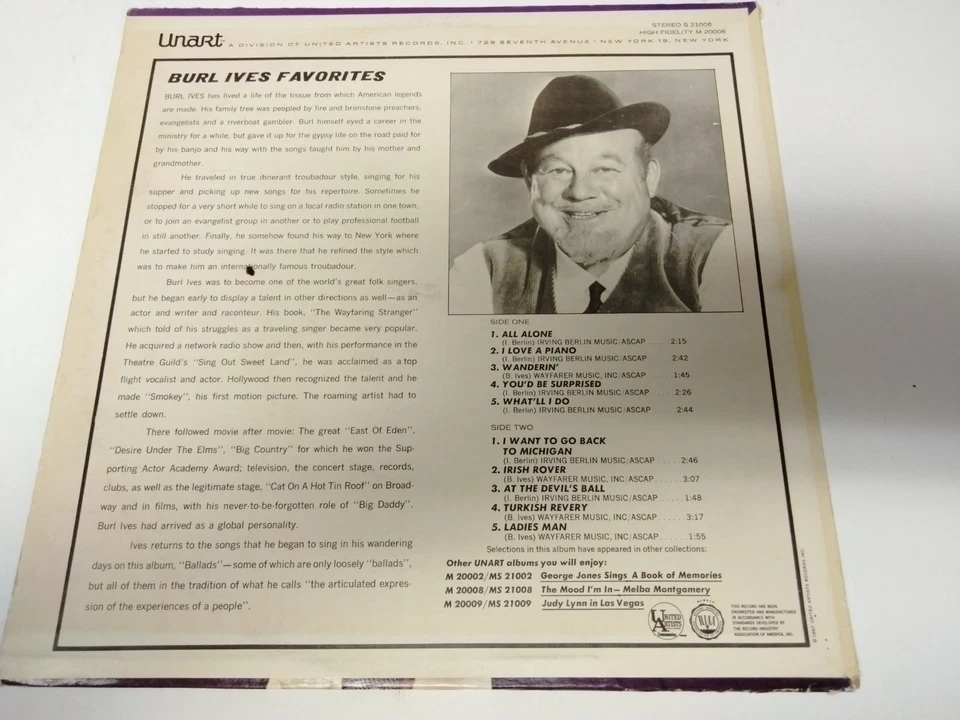 Unart A DIVISION OF UNITED ARTISTS RECORDS, INC. • 729 SEVENTH AVENUE • NEW YORK 19, NEW YORK
STEREO S 21006
HIGH FIDELITY M 20006
BURL IVES FAVORITES
BURL IVES has lived a life of the tissue from which American legends
are made. His family tree was peopled by fire and brimstone preachers,
evangelists and a riverboat gambler. Burl himself eyed a career in the
ministry for a while, but gave it up for the gypsy life on the road paid for
by his banjo and his way with the songs taught him by his mother and
grandmother.
He traveled in true itinerant troubadour style, singing for his
supper and picking up new songs for his repertoire. Sometimes he
stopped for a very short while to sing on a local radio station in one town,
or to join an evangelist group in another or to play professional football
in still another. Finally, he somehow found his way to New York where
he started to study singing. It was there that he refined the style which
was to make him an internationally famous troubadour.
Burl Ives was to become one of the world's great folk singers,
but he began early to display a talent in other directions as well—as an
actor and writer and raconteur. His book, "The Wayfaring Stranger"
which told of his struggles as a traveling singer became very popular.
He acquired a network radio show and then, with his performance in the
Theatre Guild's "Sing Out Sweet Land", he was acclaimed as a top
flight vocalist and actor. Hollywood then recognized the talent and he
made "Smokey", his first motion picture. The roaming artist had to
settle down.
There followed movie after movie: The great "East Of Eden",
"Desire Under The Elms", "Big Country" for which he won the Sup-
porting Actor Academy Award; television, the concert stage, records,
clubs, as well as the legitimate stage, "Cat On A Hot Tin Roof" on Broad-
way and in films, with his never-to-be-forgotten role of "Big Daddy".
Burl Ives had arrived as a global personality.
Ives returns to the songs that he began to sing in his wandering
days on this album, "Ballads"—some of which are only loosely "ballads",
but all of them in the tradition of what he calls "the articulated expres-
sion of the experiences of a people".
SIDE ONE
1. ALL ALONE
(I. Berlin) IRVING BERLIN MUSIC/ASCAP . . . . 2:15
2. I LOVE A PIANO
(I. Berlin) IRVING BERLIN MUSIC/ASCAP . . . . 2:42
3. WANDERIN'
(B. Ives) WAYFARER MUSIC, INC/ASCAP . . . . 1:45
4. YOU'D BE SURPRISED
(I. Berlin) IRVING BERLIN MUSIC/ASCAP . . . . 2:26
5. WHAT'LL I DO
(I. Berlin) IRVING BERLIN MUSIC/ASCAP . . . . 2:44
SIDE TWO
1. I WANT TO GO BACK
TO MICHIGAN
(I. Berlin) IRVING BERLIN MUSIC/ASCAP . . . . . 2:46
2. IRISH ROVER
(B. Ives) WAYFARER MUSIC, INC/ASCAP . . . . . 3:07
3. AT THE DEVIL'S BALL
(I. Berlin) IRVING BERLIN MUSIC/ASCAP . . . . . 1:48
4. TURKISH REVERY
(B. Ives) WAYFARER MUSIC, INC/ASCAP . . . . . . 3:17
5. LADIES MAN
(B. Ives) WAYFARER MUSIC, INC/ASCAP . . . . . . 1:55
Selections in this album have appeared in other collections:
Other UNART albums you will enjoy:
M 20002/MS 21002 George Jones Sings A Book of Memories
M 20008/MS 21008 The Mood I'm In—Melba Montgomery
M 20009/MS 21009 Judy Lynn in Las Vegas
UNITED ARTISTS
RIAA
THIS RECORD HAS BEEN
ENGINEERED AND MANUFACTURED
IN ACCORDANCE WITH
STANDARDS DEVELOPED BY
THE RECORD INDUSTRY
ASSOCIATION OF AMERICA, INC.
UNITED ARTISTS RECORDS INC.